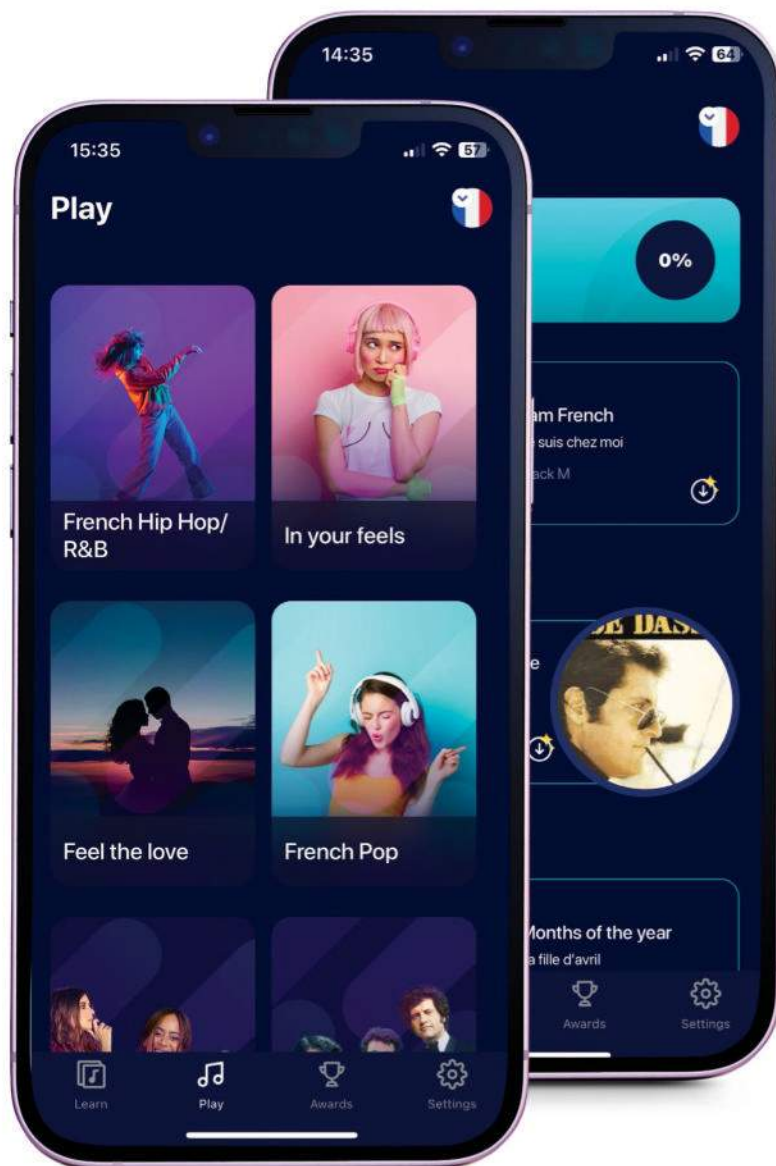 15:35
57
Play
French Hip Hop/
R&B
In your feels
Feel the love
French Pop
Learn
Play
Awards
Settings
14:35
64
0%
am French
suis chez moi
ack M
DE DAS
e
Months of the year
a fille d'avril
Awards
Settings